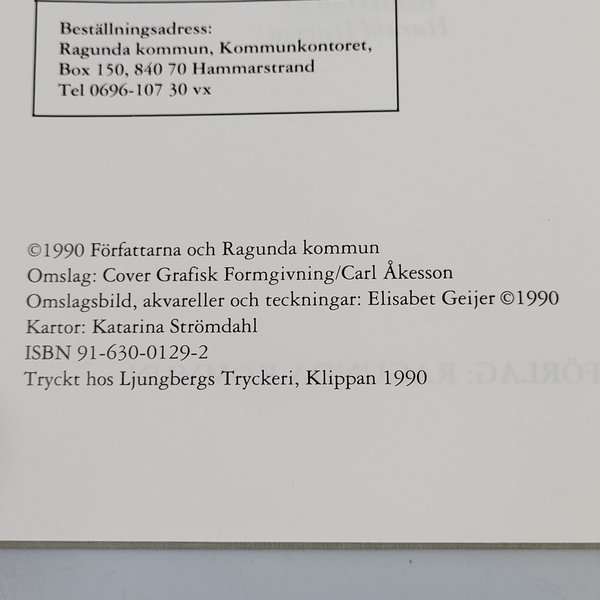 Beställningsadress:
Ragunda kommun, Kommunkontoret,
Box 150, 840 70 Hammarstrand
Tel 0696-107 30 vx
©1990 Författarna och Ragunda kommun
Omslag: Cover Grafisk Formgivning/Carl Åkesson
Omslagsbild, akvareller och teckningar: Elisabet Geijer ©1990
Kartor: Katarina Strömdahl
ISBN 91-630-0129-2
Tryckt hos Ljungbergs Tryckeri, Klippan 1990